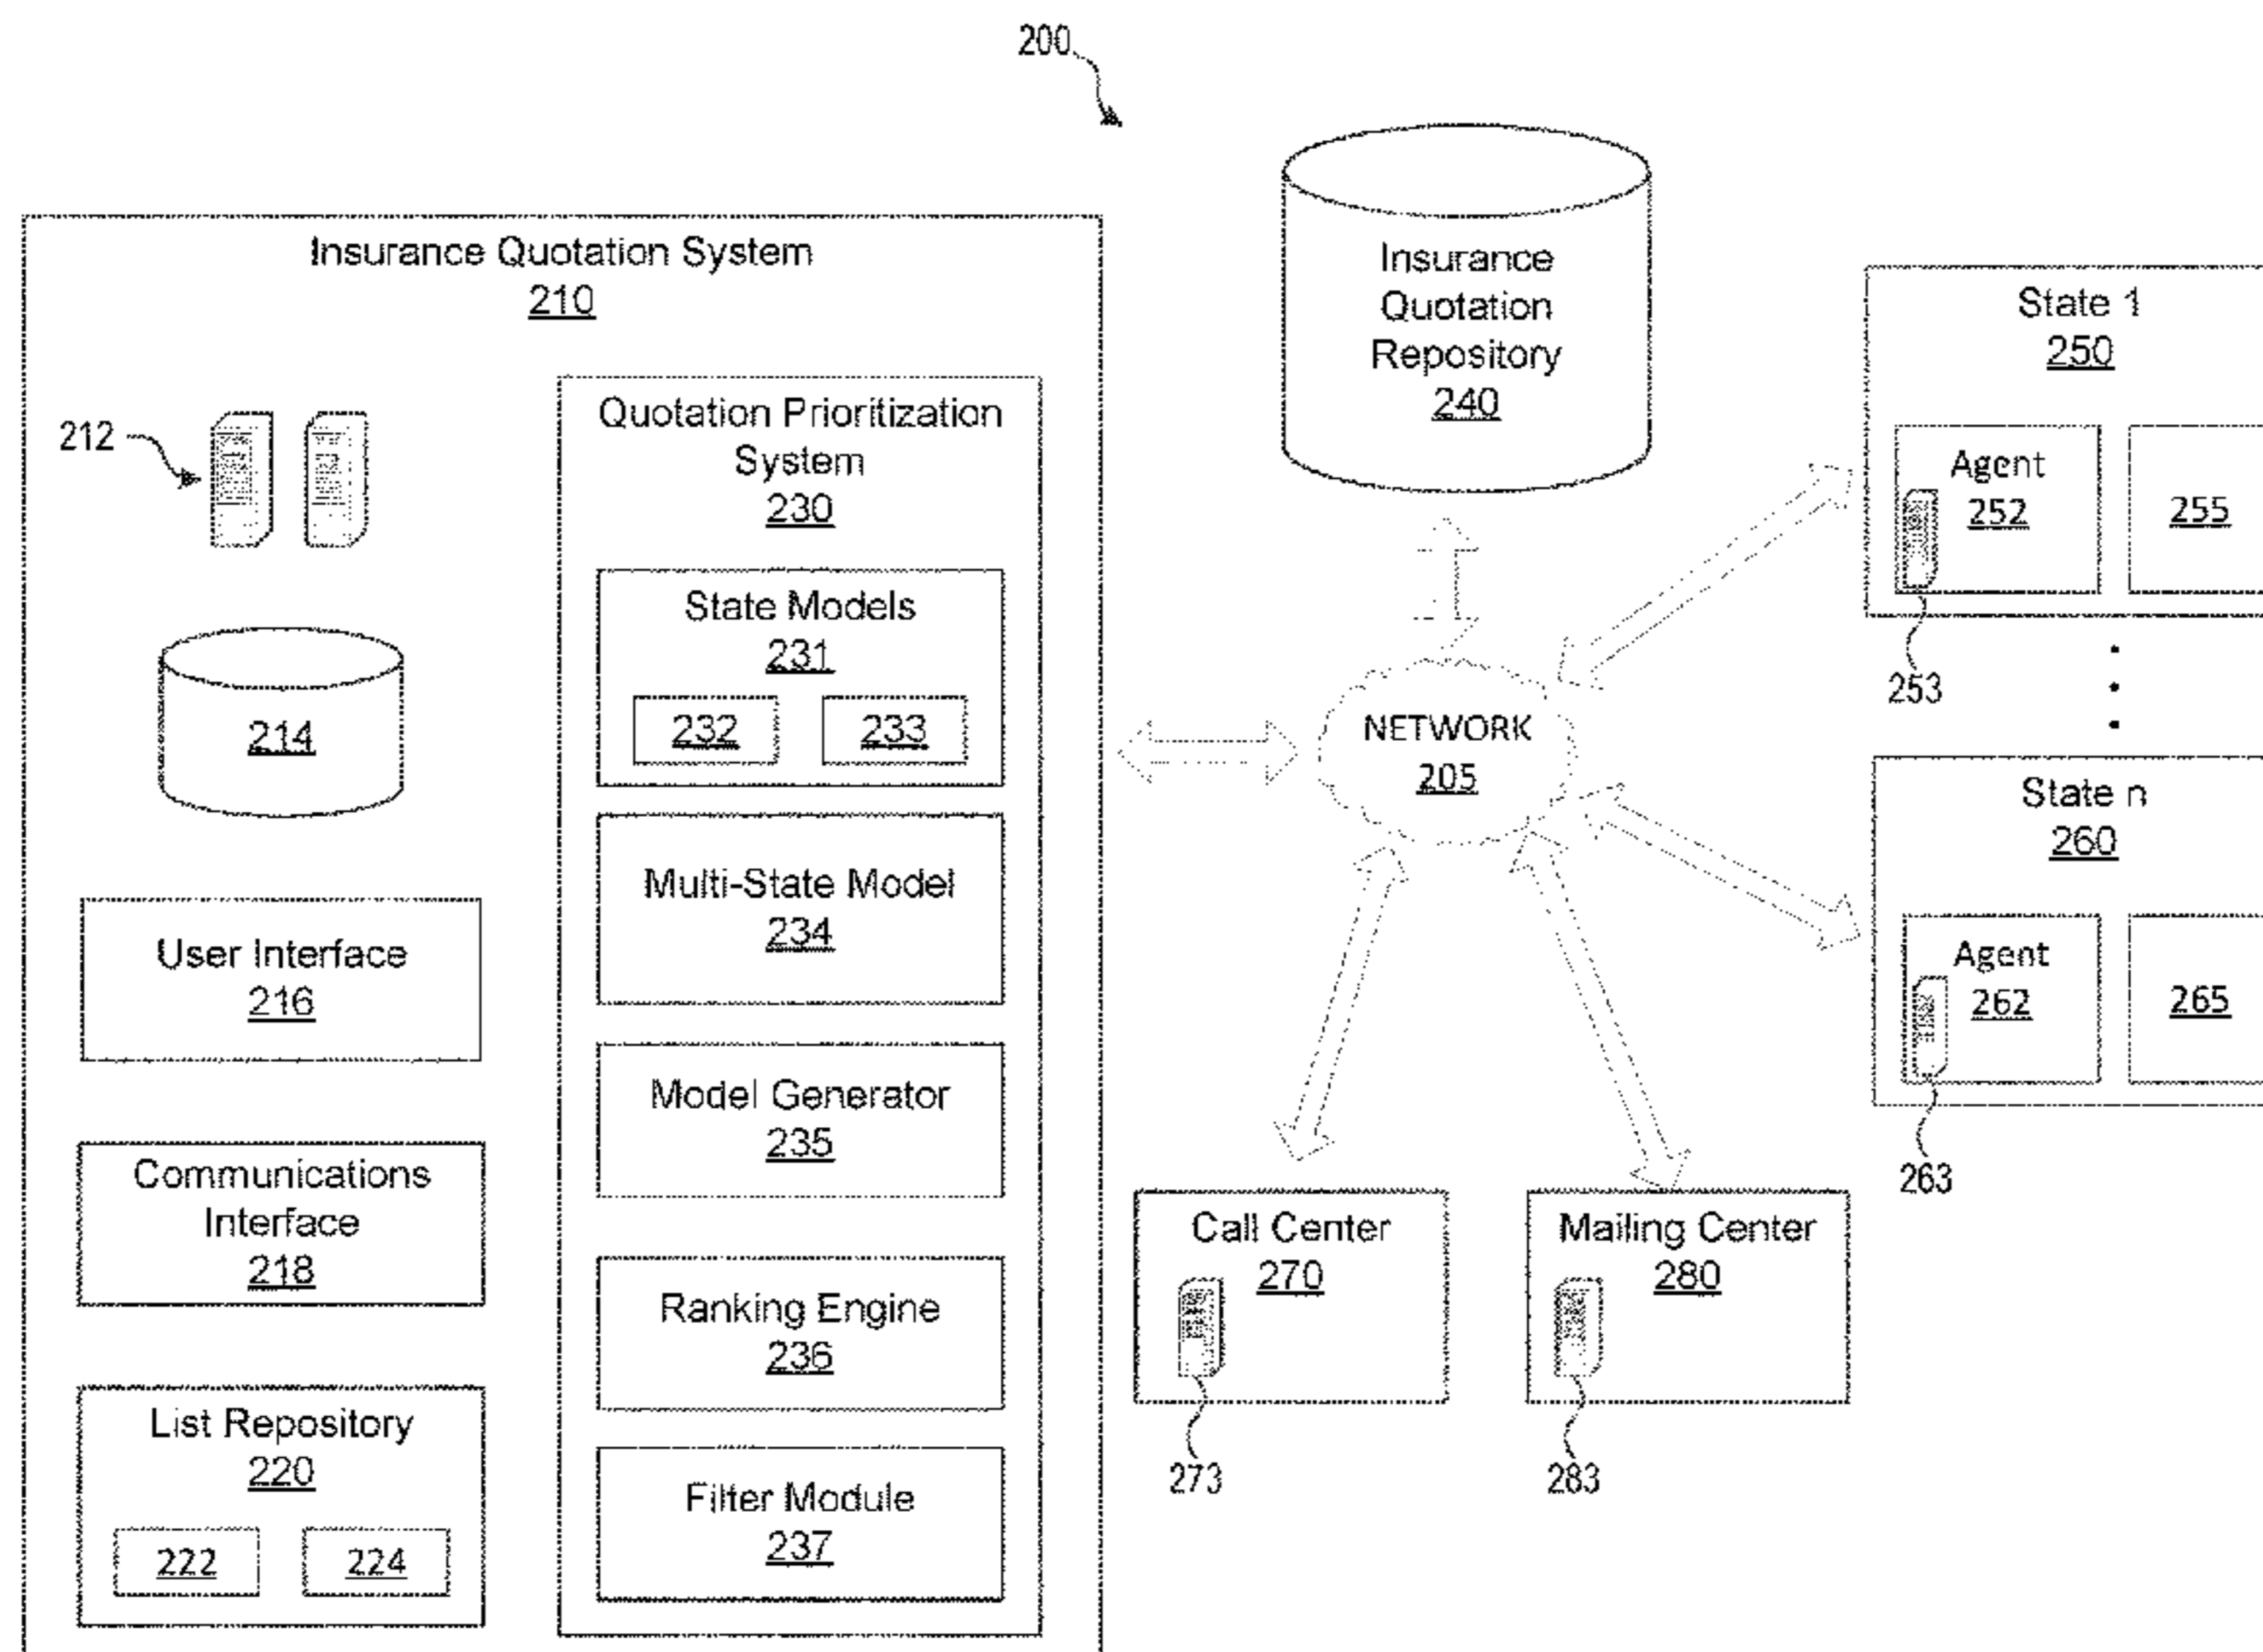 200
Insurance Quotation System
210
212
214
User Interface
216
Communications
Interface
218
List Repository
220
222
224
Quotation Prioritization
System
230
State Models
231
232
233
Multi-State Model
234
Model Generator
235
Ranking Engine
236
Filter Module
237
Insurance
Quotation
Repository
240
NETWORK
205
State 1
250
Agent
252
255
253
State n
260
Agent
262
265
263
Call Center
270
273
Mailing Center
280
283